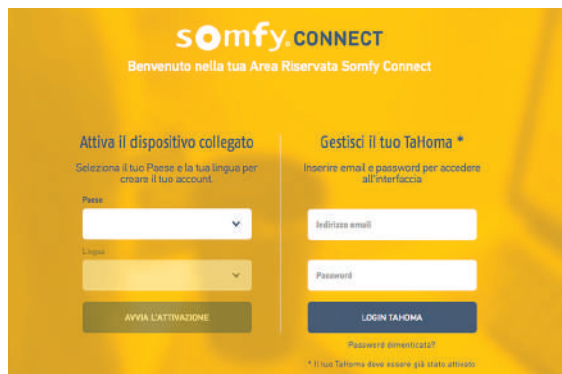 somfy. CONNECT
Benvenuto nella tua Area Riservata Somfy Connect
Attiva il dispositivo collegato
Seleziona il tuo Paese e la tua lingua per
creare il tuo account.
Paese
Lingua
AVVIA L'ATTIVAZIONE
Gestisci il tuo TaHoma *
Inserire email e password per accedere
all'interfaccia
Indirizzo email
Password
LOGIN TAHOMA
Password dimenticata?
* Il tuo TaHoma deve essere già stato attivato